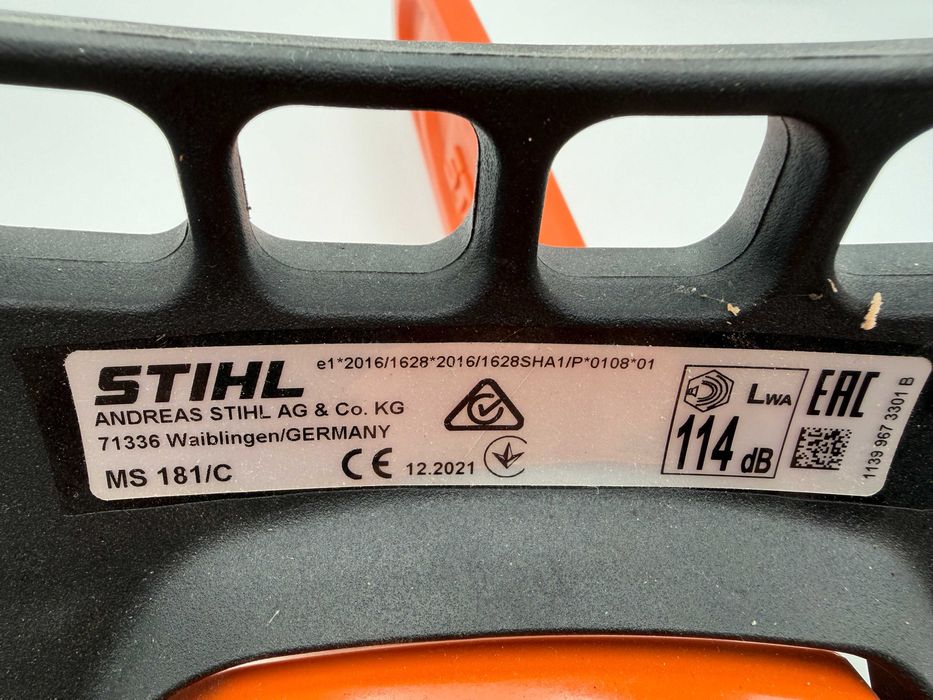 STIHL
e1*2016/1628*2016/1628SHA1/P*0108*01
ANDREAS STIHL AG & Co. KG
71336 Waiblingen/GERMANY
MS 181/C
CE 12.2021
LWA
114 dB
EAC
1139 967 3301 B